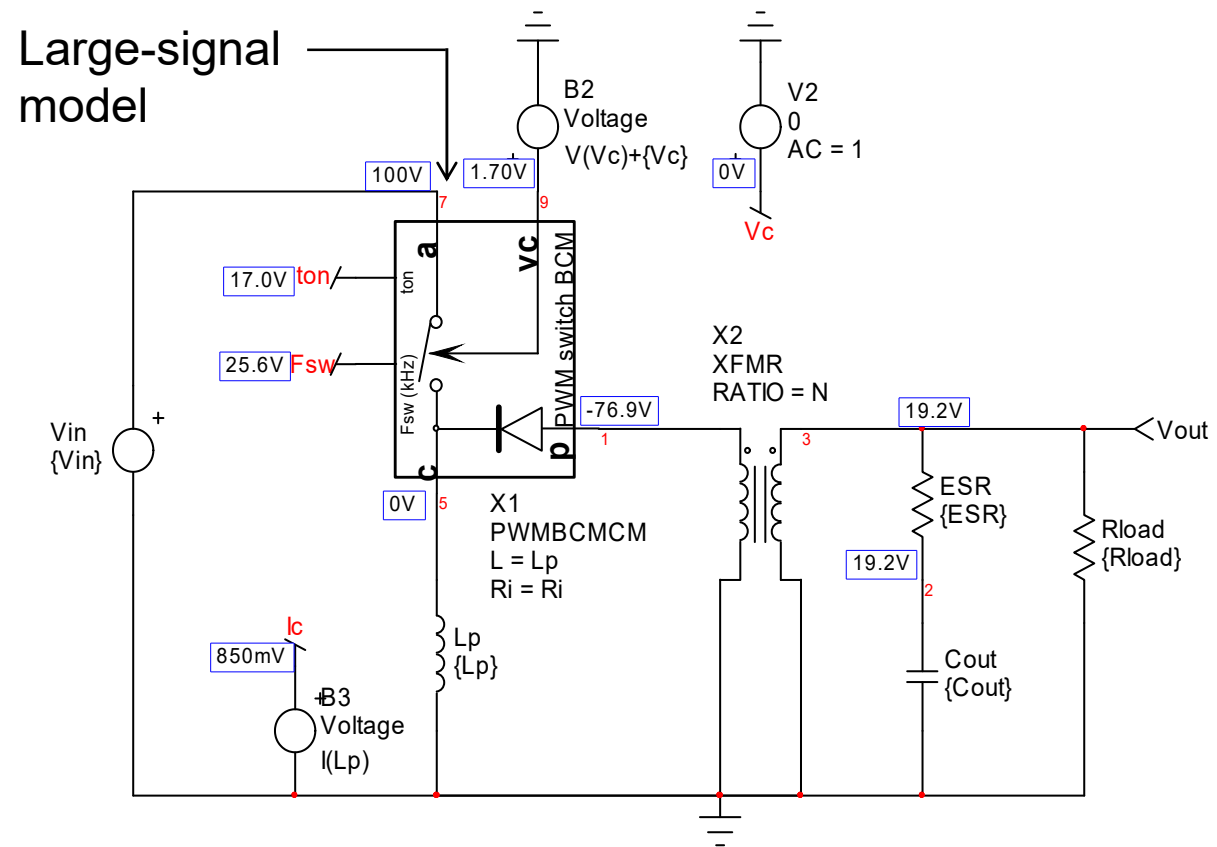 Large-signal
model
B2
Voltage
V(Vc)+{Vc}
V2
0
AC = 1
100V
1.70V
0V
7
9
Vc
a
vc
PWM switch BCM
17.0V
ton
ton
25.6V
Fsw
Fsw (kHz)
X2
XFMR
RATIO = N
-76.9V
19.2V
1
3
Vout
Vin
{Vin}
+
p
c
0V
5
X1
PWMBCMCM
L = Lp
Ri = Ri
ESR
{ESR}
Rload
{Rload}
19.2V
2
Ic
850mV
Lp
{Lp}
Cout
{Cout}
+
B3
Voltage
I(Lp)